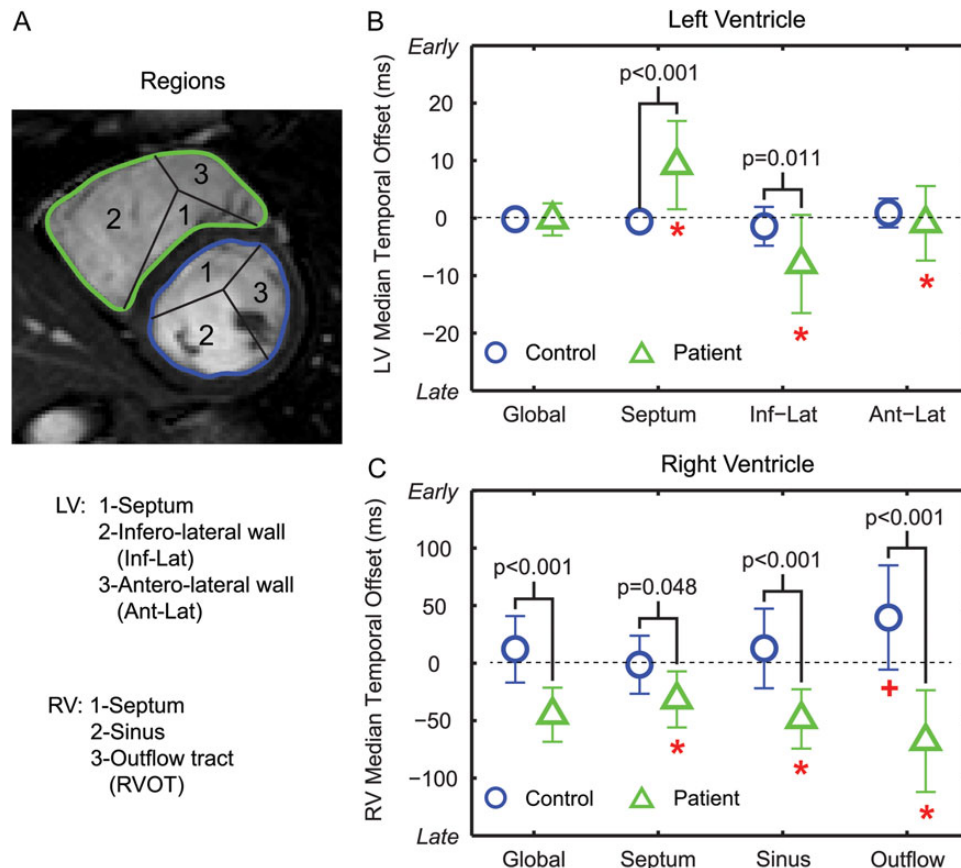 A
Regions
3
2
1
1
3
2
LV: 1-Septum
2-Infero-lateral wall
(Inf-Lat)
3-Antero-lateral wall
(Ant-Lat)
RV: 1-Septum
2-Sinus
3-Outflow tract
(RVOT)
B
Left Ventricle
LV Median Temporal Offset (ms)
Early
20
10
0
−10
−20
Late
p<0.001
p=0.011
*
*
*
Control
Patient
Global
Septum
Inf−Lat
Ant−Lat
C
Right Ventricle
RV Median Temporal Offset (ms)
Early
100
50
0
−50
−100
Late
p<0.001
p=0.048
p<0.001
p<0.001
+
*
*
*
Control
Patient
Global
Septum
Sinus
Outflow